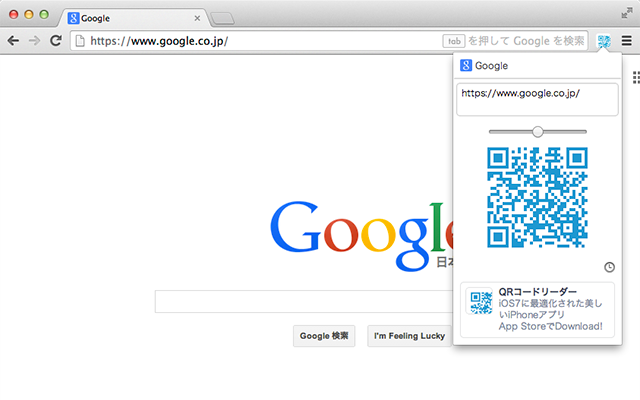 Google
https://www.google.co.jp/
tab を押して Google を検索
Google
https://www.google.co.jp/
Google
日本
Google 検索
I'm Feeling Lucky
QRコードリーダー
iOS7に最適化された美し
いiPhoneアプリ
App StoreでDownload!